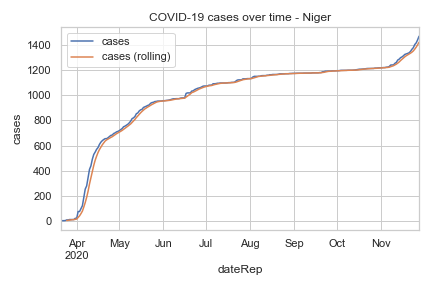 COVID-19 cases over time - Niger
cases
cases (rolling)
1400
1200
1000
800
600
400
200
0
cases
Apr
2020
May
Jun
Jul
Aug
Sep
Oct
Nov
dateRep